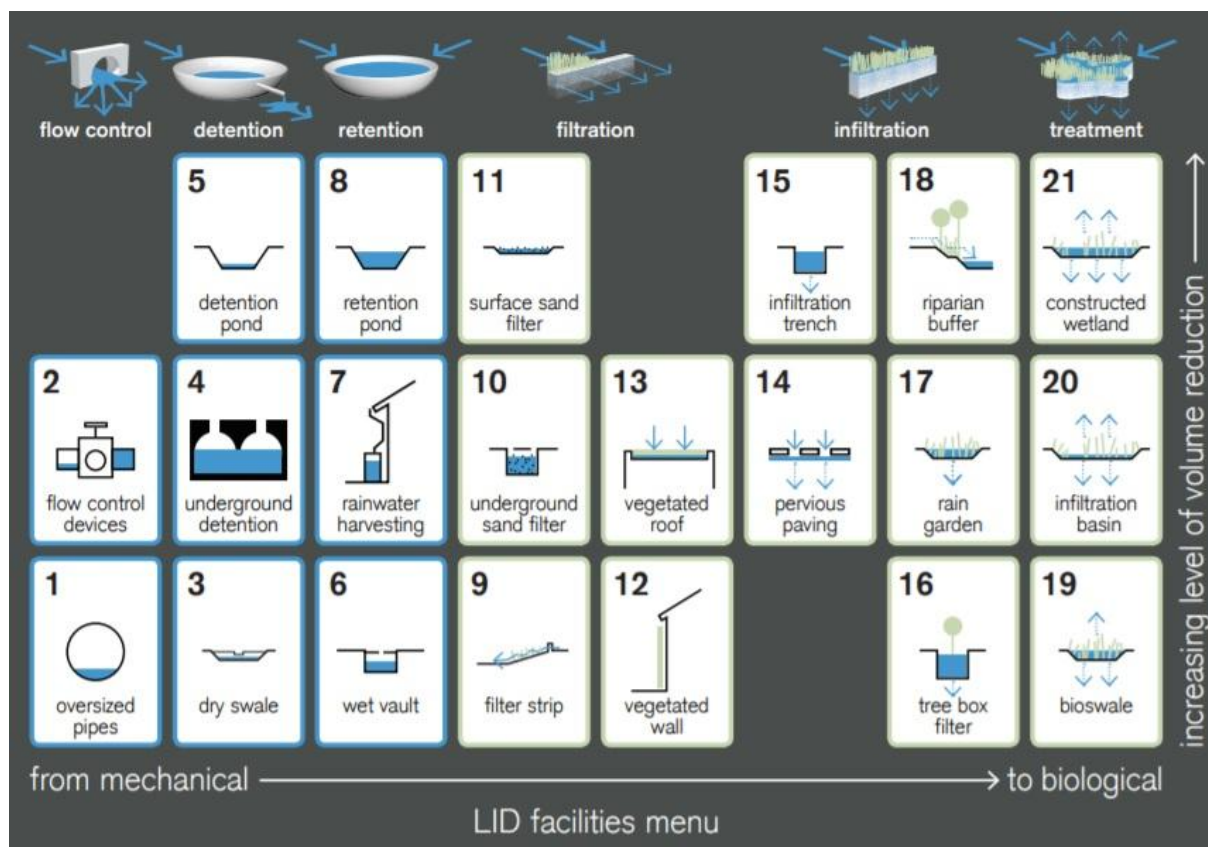 flow control
detention
retention
filtration
infiltration
treatment
5
detention
pond
8
retention
pond
11
surface sand
filter
15
infiltration
trench
18
riparian
buffer
21
constructed
wetland
2
flow control
devices
4
underground
detention
7
rainwater
harvesting
10
underground
sand filter
13
vegetated
roof
14
pervious
paving
17
rain
garden
20
infiltration
basin
1
oversized
pipes
3
dry swale
6
wet vault
9
filter strip
12
vegetated
wall
16
tree box
filter
19
bioswale
increasing level of volume reduction
from mechanical
to biological
LID facilities menu